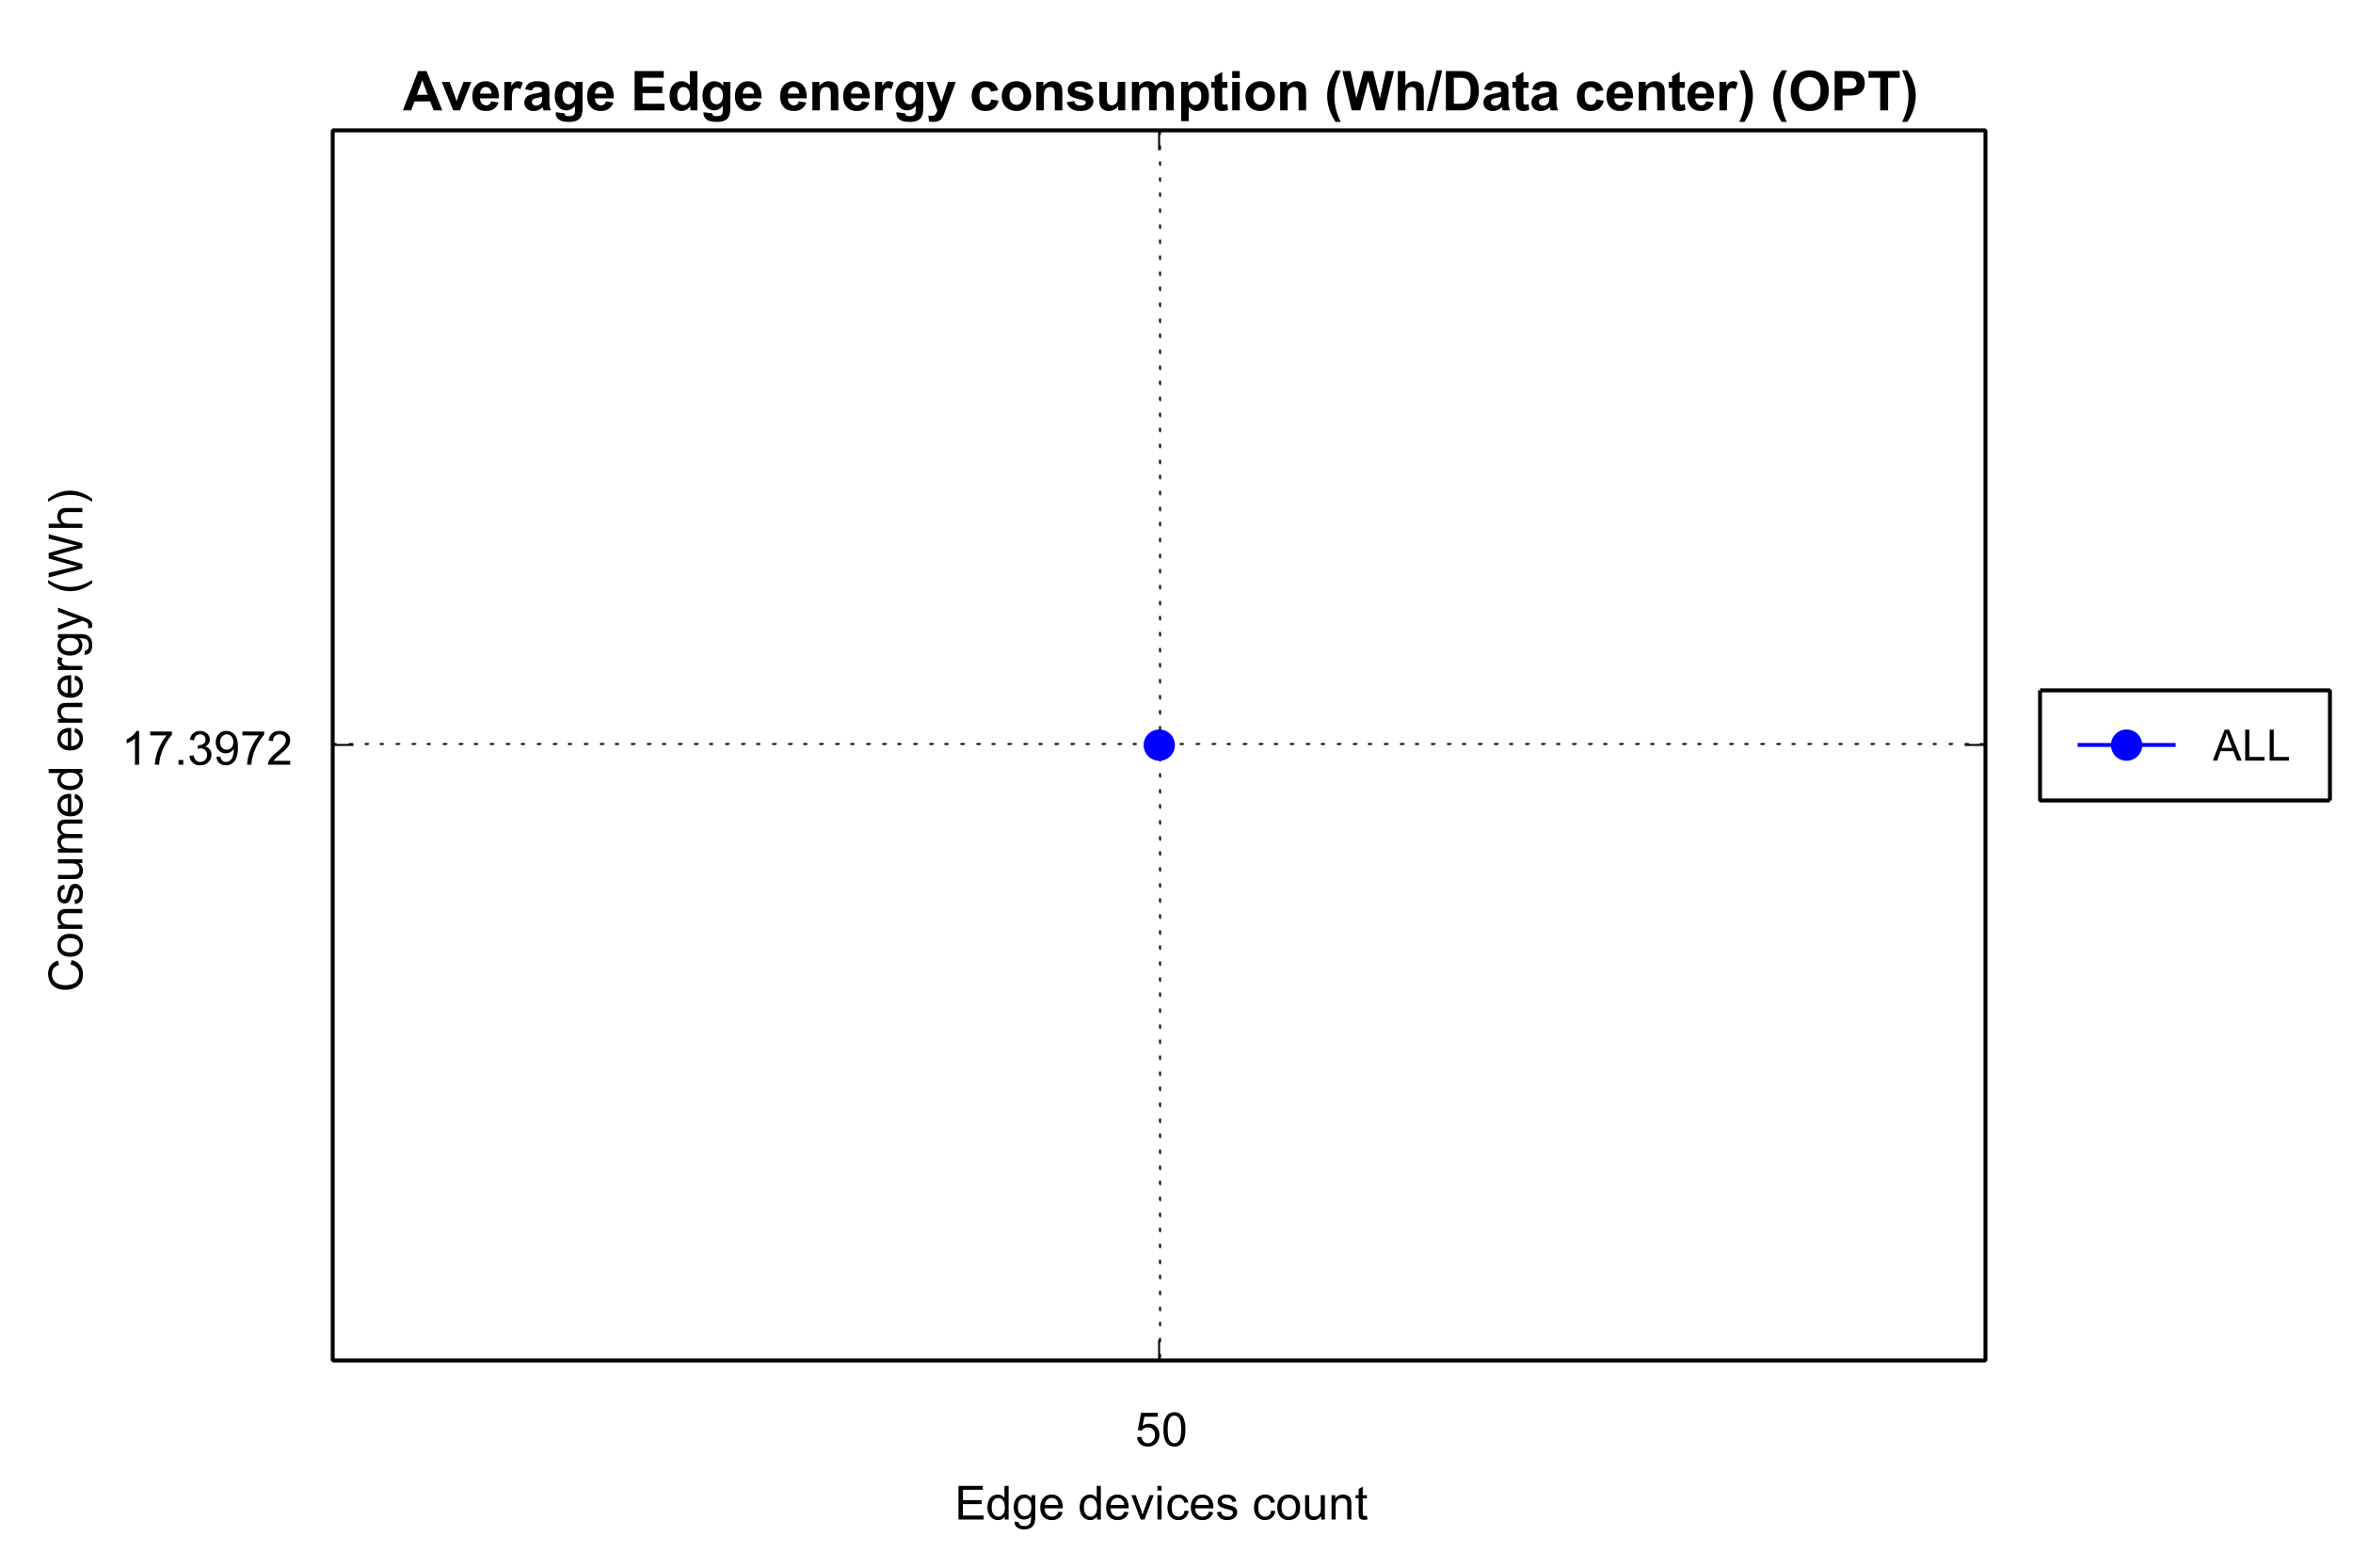 Average Edge energy consumption (Wh/Data center) (OPT)
Consumed energy (Wh)
17.3972
ALL
50
Edge devices count